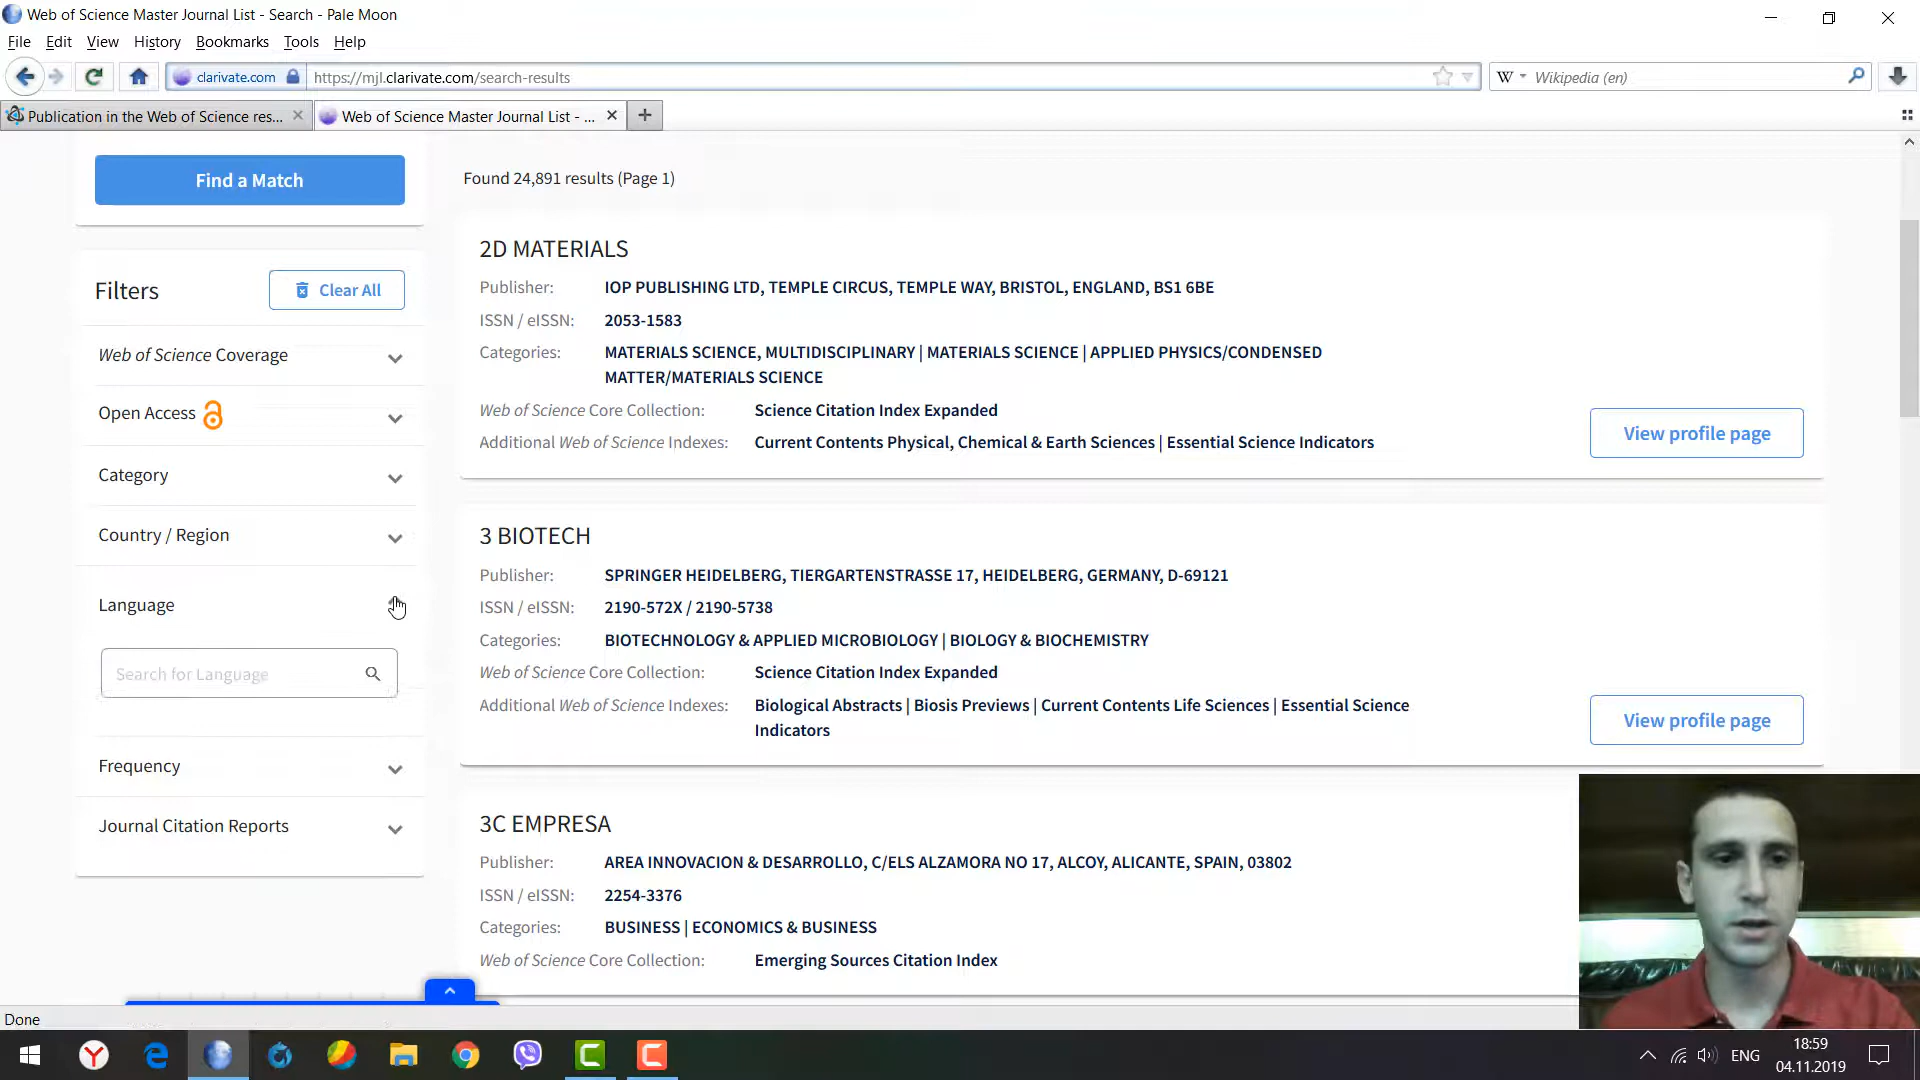 Web of Science Master Journal List - Search - Pale Moon
File Edit View History Bookmarks Tools Help
clarivate.com https://mjl.clarivate.com/search-results W Wikipedia (en)
Publication in the Web of Science res... Web of Science Master Journal List - ...
Find a Match
Filters
Clear All
Web of Science Coverage
Open Access
Category
Country / Region
Language
Search for Language
Frequency
Journal Citation Reports
Found 24,891 results (Page 1)
2D MATERIALS
Publisher: IOP PUBLISHING LTD, TEMPLE CIRCUS, TEMPLE WAY, BRISTOL, ENGLAND, BS1 6BE
ISSN / eISSN: 2053-1583
Categories: MATERIALS SCIENCE, MULTIDISCIPLINARY | MATERIALS SCIENCE | APPLIED PHYSICS/CONDENSED
MATTER/MATERIALS SCIENCE
Web of Science Core Collection: Science Citation Index Expanded
Additional Web of Science Indexes: Current Contents Physical, Chemical & Earth Sciences | Essential Science Indicators
View profile page
3 BIOTECH
Publisher: SPRINGER HEIDELBERG, TIERGARTENSTRASSE 17, HEIDELBERG, GERMANY, D-69121
ISSN / eISSN: 2190-572X / 2190-5738
Categories: BIOTECHNOLOGY & APPLIED MICROBIOLOGY | BIOLOGY & BIOCHEMISTRY
Web of Science Core Collection: Science Citation Index Expanded
Additional Web of Science Indexes: Biological Abstracts | Biosis Previews | Current Contents Life Sciences | Essential Science
Indicators
View profile page
3C EMPRESA
Publisher: AREA INNOVACION & DESARROLLO, C/ELS ALZAMORA NO 17, ALCOY, ALICANTE, SPAIN, 03802
ISSN / eISSN: 2254-3376
Categories: BUSINESS | ECONOMICS & BUSINESS
Web of Science Core Collection: Emerging Sources Citation Index
Done
ENG
18:59
04.11.2019